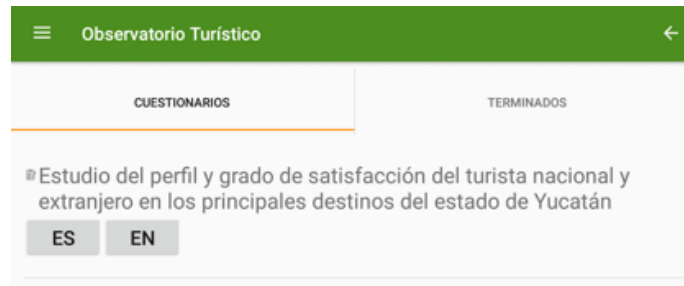 Observatorio Turístico
CUESTIONARIOS
TERMINADOS
Estudio del perfil y grado de satisfacción del turista nacional y
extranjero en los principales destinos del estado de Yucatán
ES EN